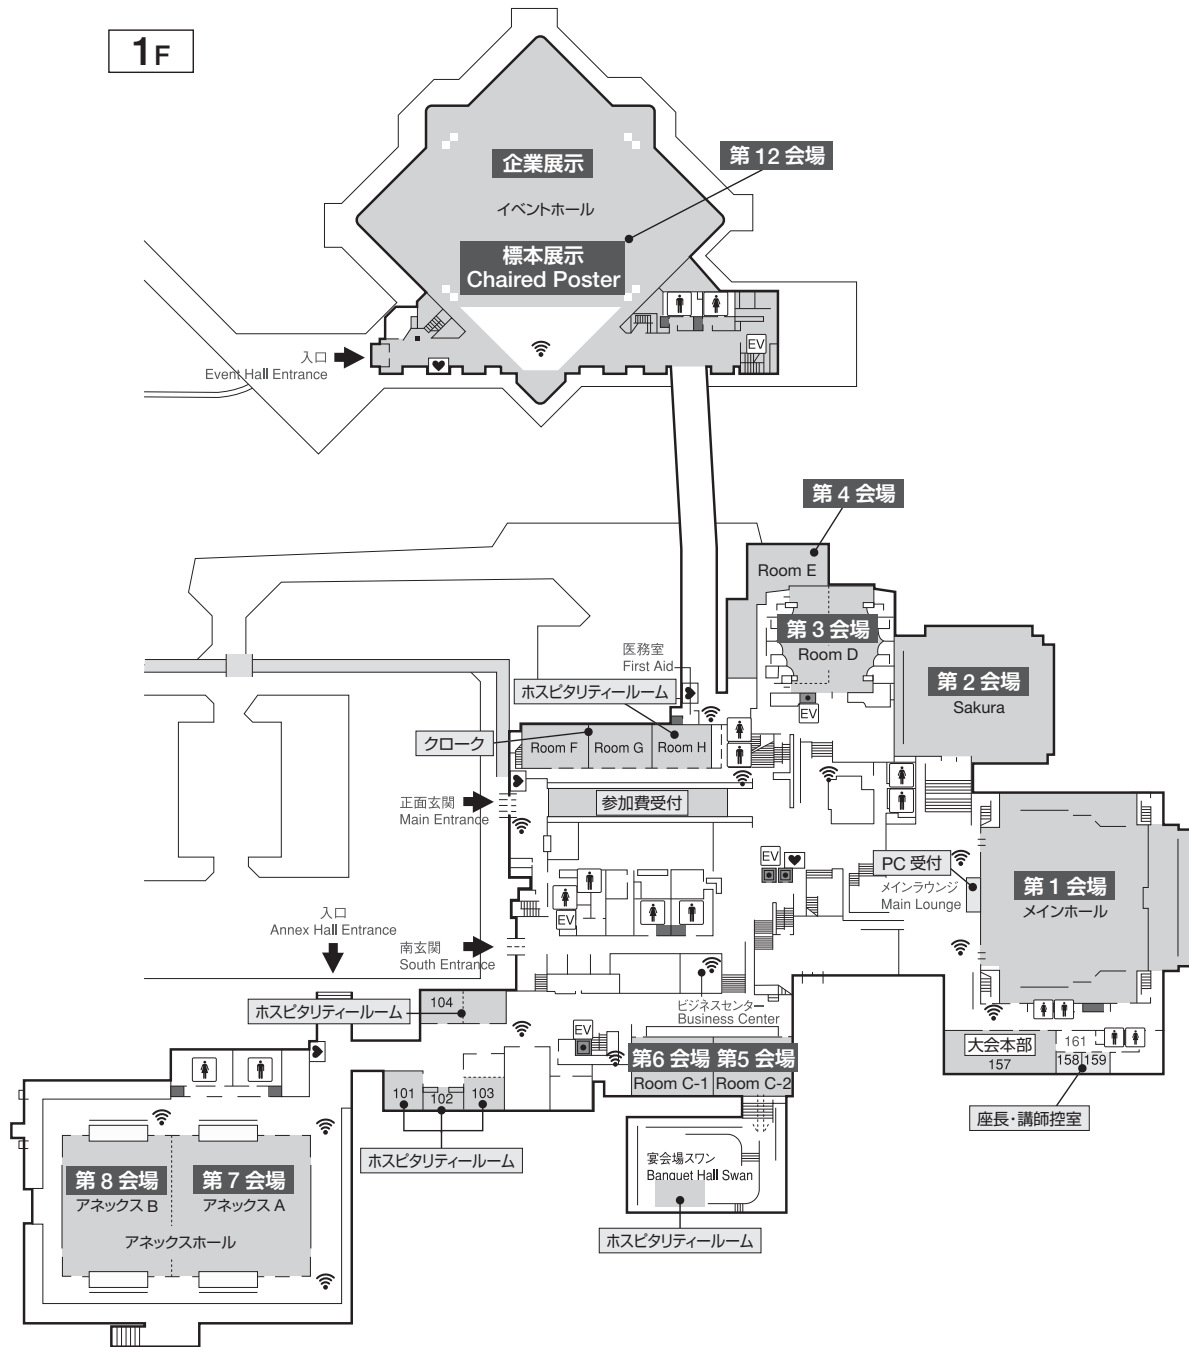 1F
企業展示
第 12 会場
イベントホール
標本展示
Chaired Poster
EV
入口
Event Hall Entrance
第 4 会場
Room E
第 3 会場
Room D
医務室
First Aid
ホスピタリティールーム
第 2 会場
Sakura
EV
クローク
Room F
Room G
Room H
正面玄関
Main Entrance
参加費受付
EV
PC 受付
メインラウンジ
Main Lounge
第 1 会場
メインホール
入口
Annex Hall Entrance
EV
南玄関
South Entrance
104
ホスピタリティールーム
ビジネスセンター
Business Center
EV
大会本部
157
161
158
159
第6 会場
第5 会場
Room C-1
Room C-2
101
102
103
座長・講師控室
ホスピタリティールーム
宴会場スワン
Banquet Hall Swan
第 8 会場
第 7 会場
アネックス B
アネックス A
アネックスホール
ホスピタリティールーム